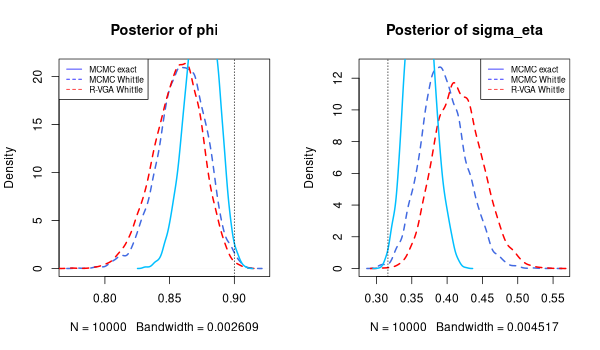 Posterior of phi
Density
20
15
10
5
0
MCMC exact
MCMC Whittle
R-VGA Whittle
0.80 0.85 0.90
N = 10000 Bandwidth = 0.002609
Posterior of sigma_eta
Density
12
10
8
6
4
2
0
MCMC exact
MCMC Whittle
R-VGA Whittle
0.30 0.35 0.40 0.45 0.50 0.55
N = 10000 Bandwidth = 0.004517